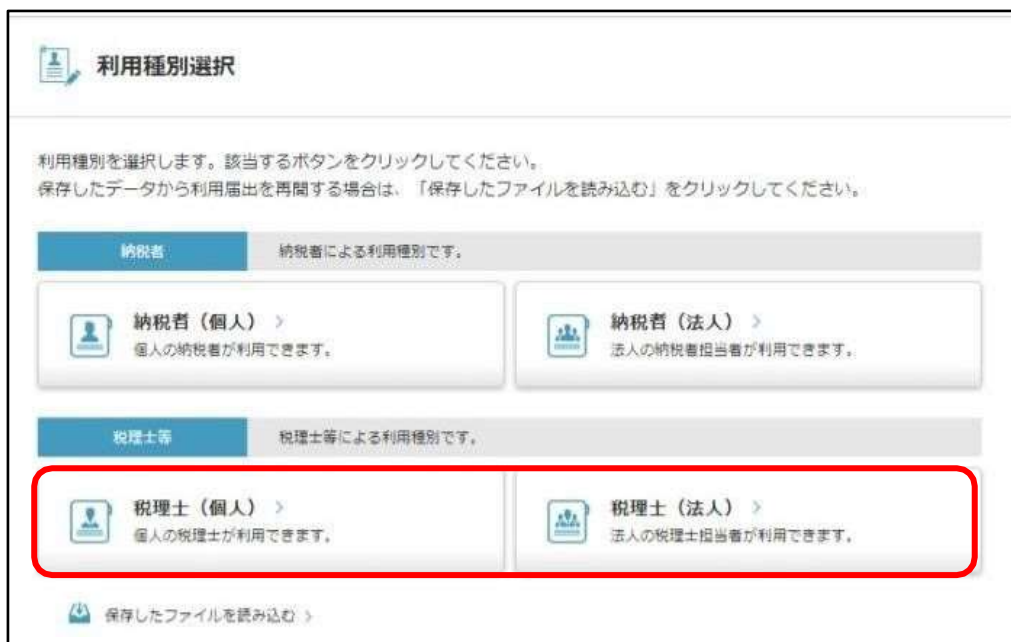 利用種別選択
利用種別を選択します。該当するボタンをクリックしてください。
保存したデータから利用届出を再開する場合は、「保存したファイルを読み込む」をクリックしてください。
納税者 納税者による利用種別です。
納税者（個人） >
個人の納税者が利用できます。
納税者（法人） >
法人の納税者担当者が利用できます。
税理士等 税理士等による利用種別です。
税理士（個人） >
個人の税理士が利用できます。
税理士（法人） >
法人の税理士担当者が利用できます。
保存したファイルを読み込む >